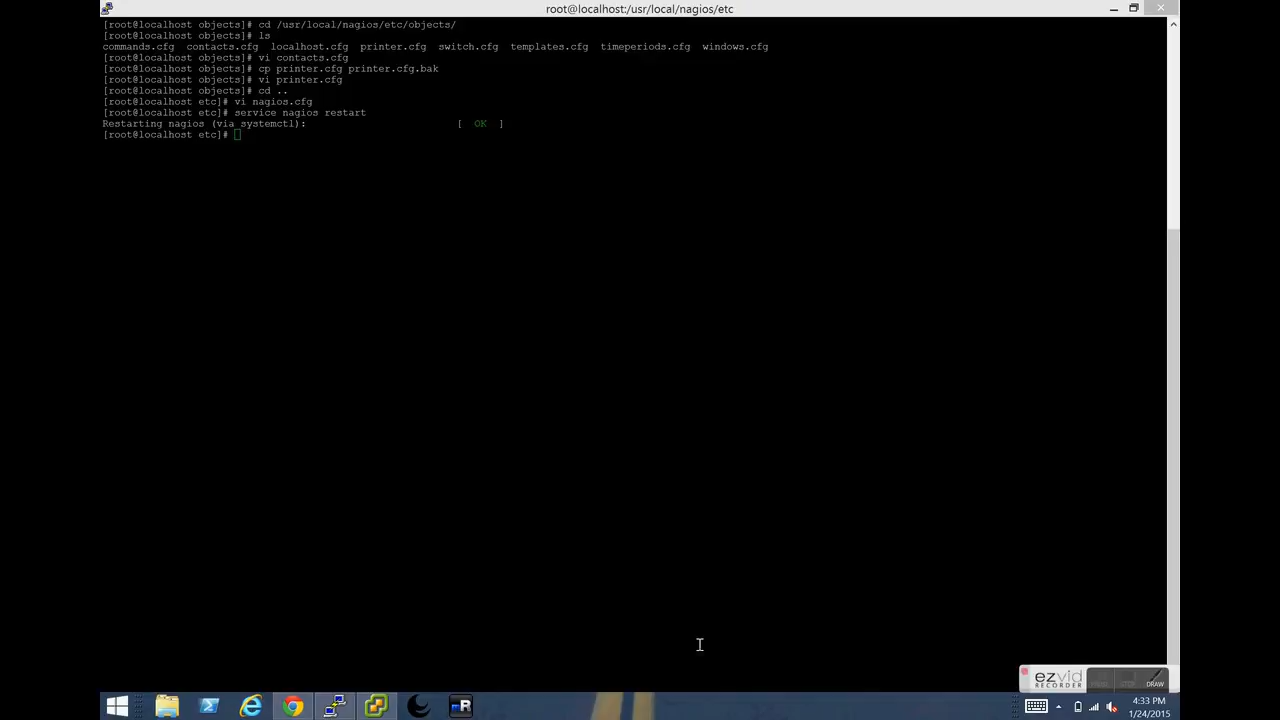 root@localhost:/usr/local/nagios/etc
[root@localhost objects]# cd /usr/local/nagios/etc/objects/
[root@localhost objects]# ls
commands.cfg  contacts.cfg  localhost.cfg  printer.cfg  switch.cfg  templates.cfg  timeperiods.cfg  windows.cfg
[root@localhost objects]# vi contacts.cfg
[root@localhost objects]# cp printer.cfg printer.cfg.bak
[root@localhost objects]# vi printer.cfg
[root@localhost objects]# cd ..
[root@localhost etc]# vi nagios.cfg
[root@localhost etc]# service nagios restart
Restarting nagios (via systemctl):                         [  OK  ]
[root@localhost etc]#
ezvid
RECORDER
DRAW
4:33 PM
1/24/2015